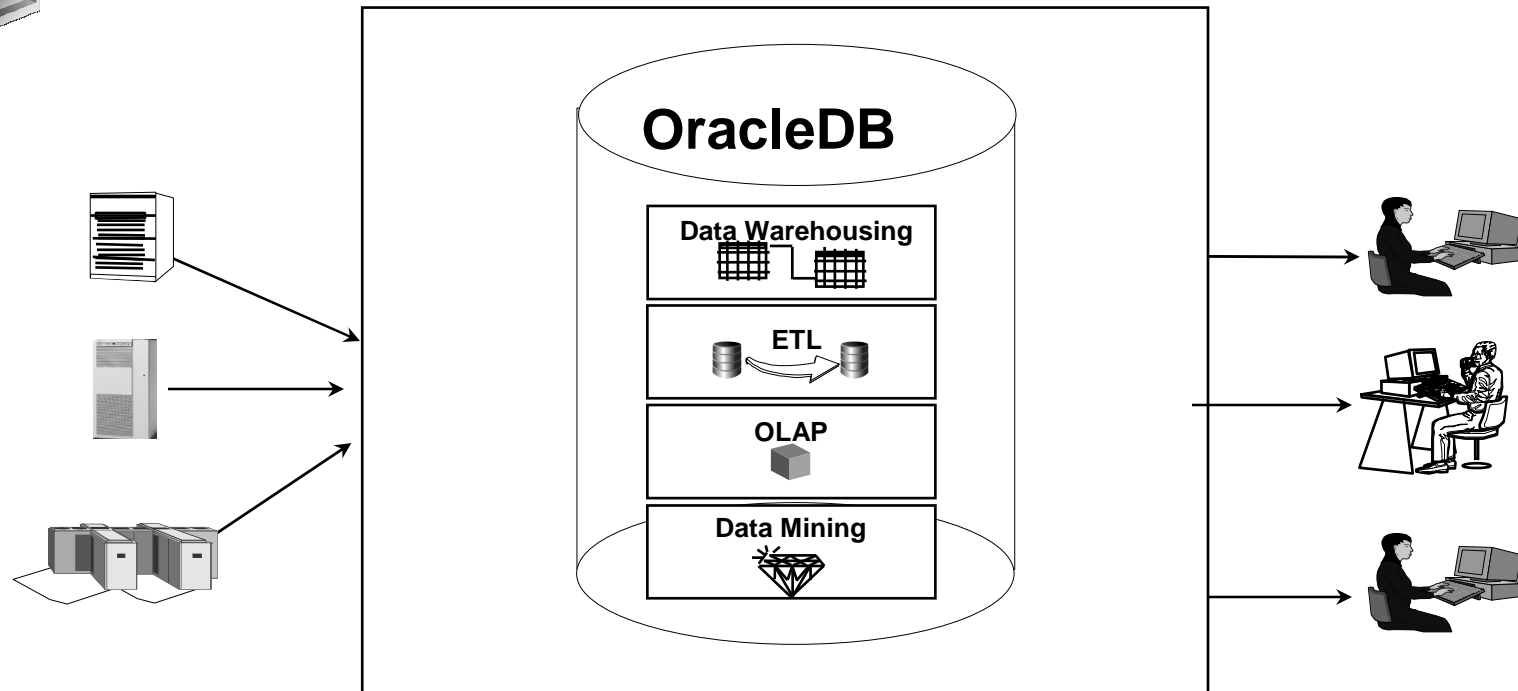 OracleDB
Data Warehousing
ETL
OLAP
Data Mining